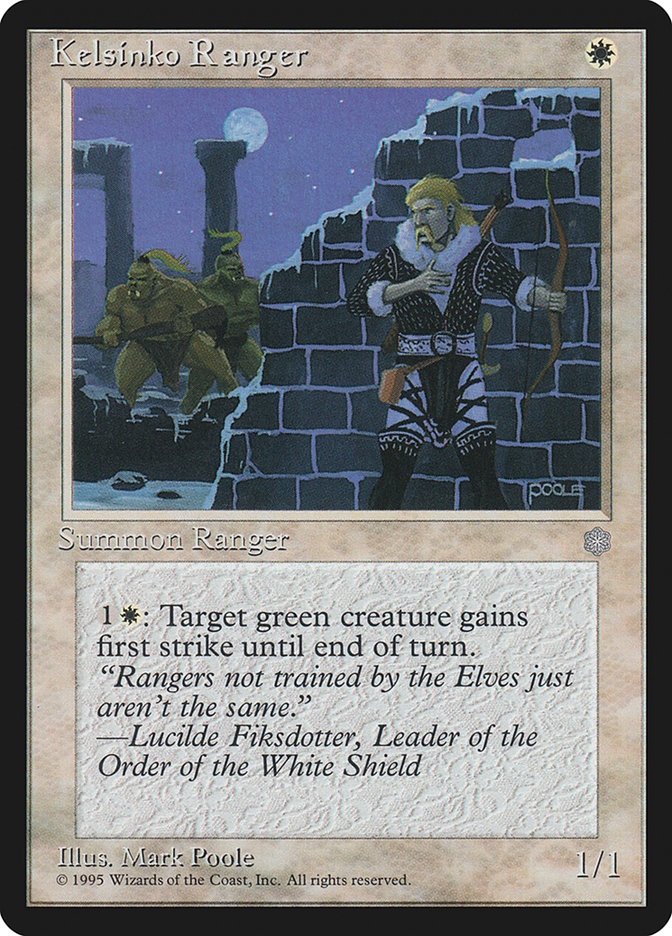 Kelsinko Ranger
POOLE
Summon Ranger
1 : Target green creature gains
first strike until end of turn.
“Rangers not trained by the Elves just
aren’t the same.”
—Lucilde Fiksdotter, Leader of the
Order of the White Shield
Illus. Mark Poole
1/1
© 1995 Wizards of the Coast, Inc. All rights reserved.